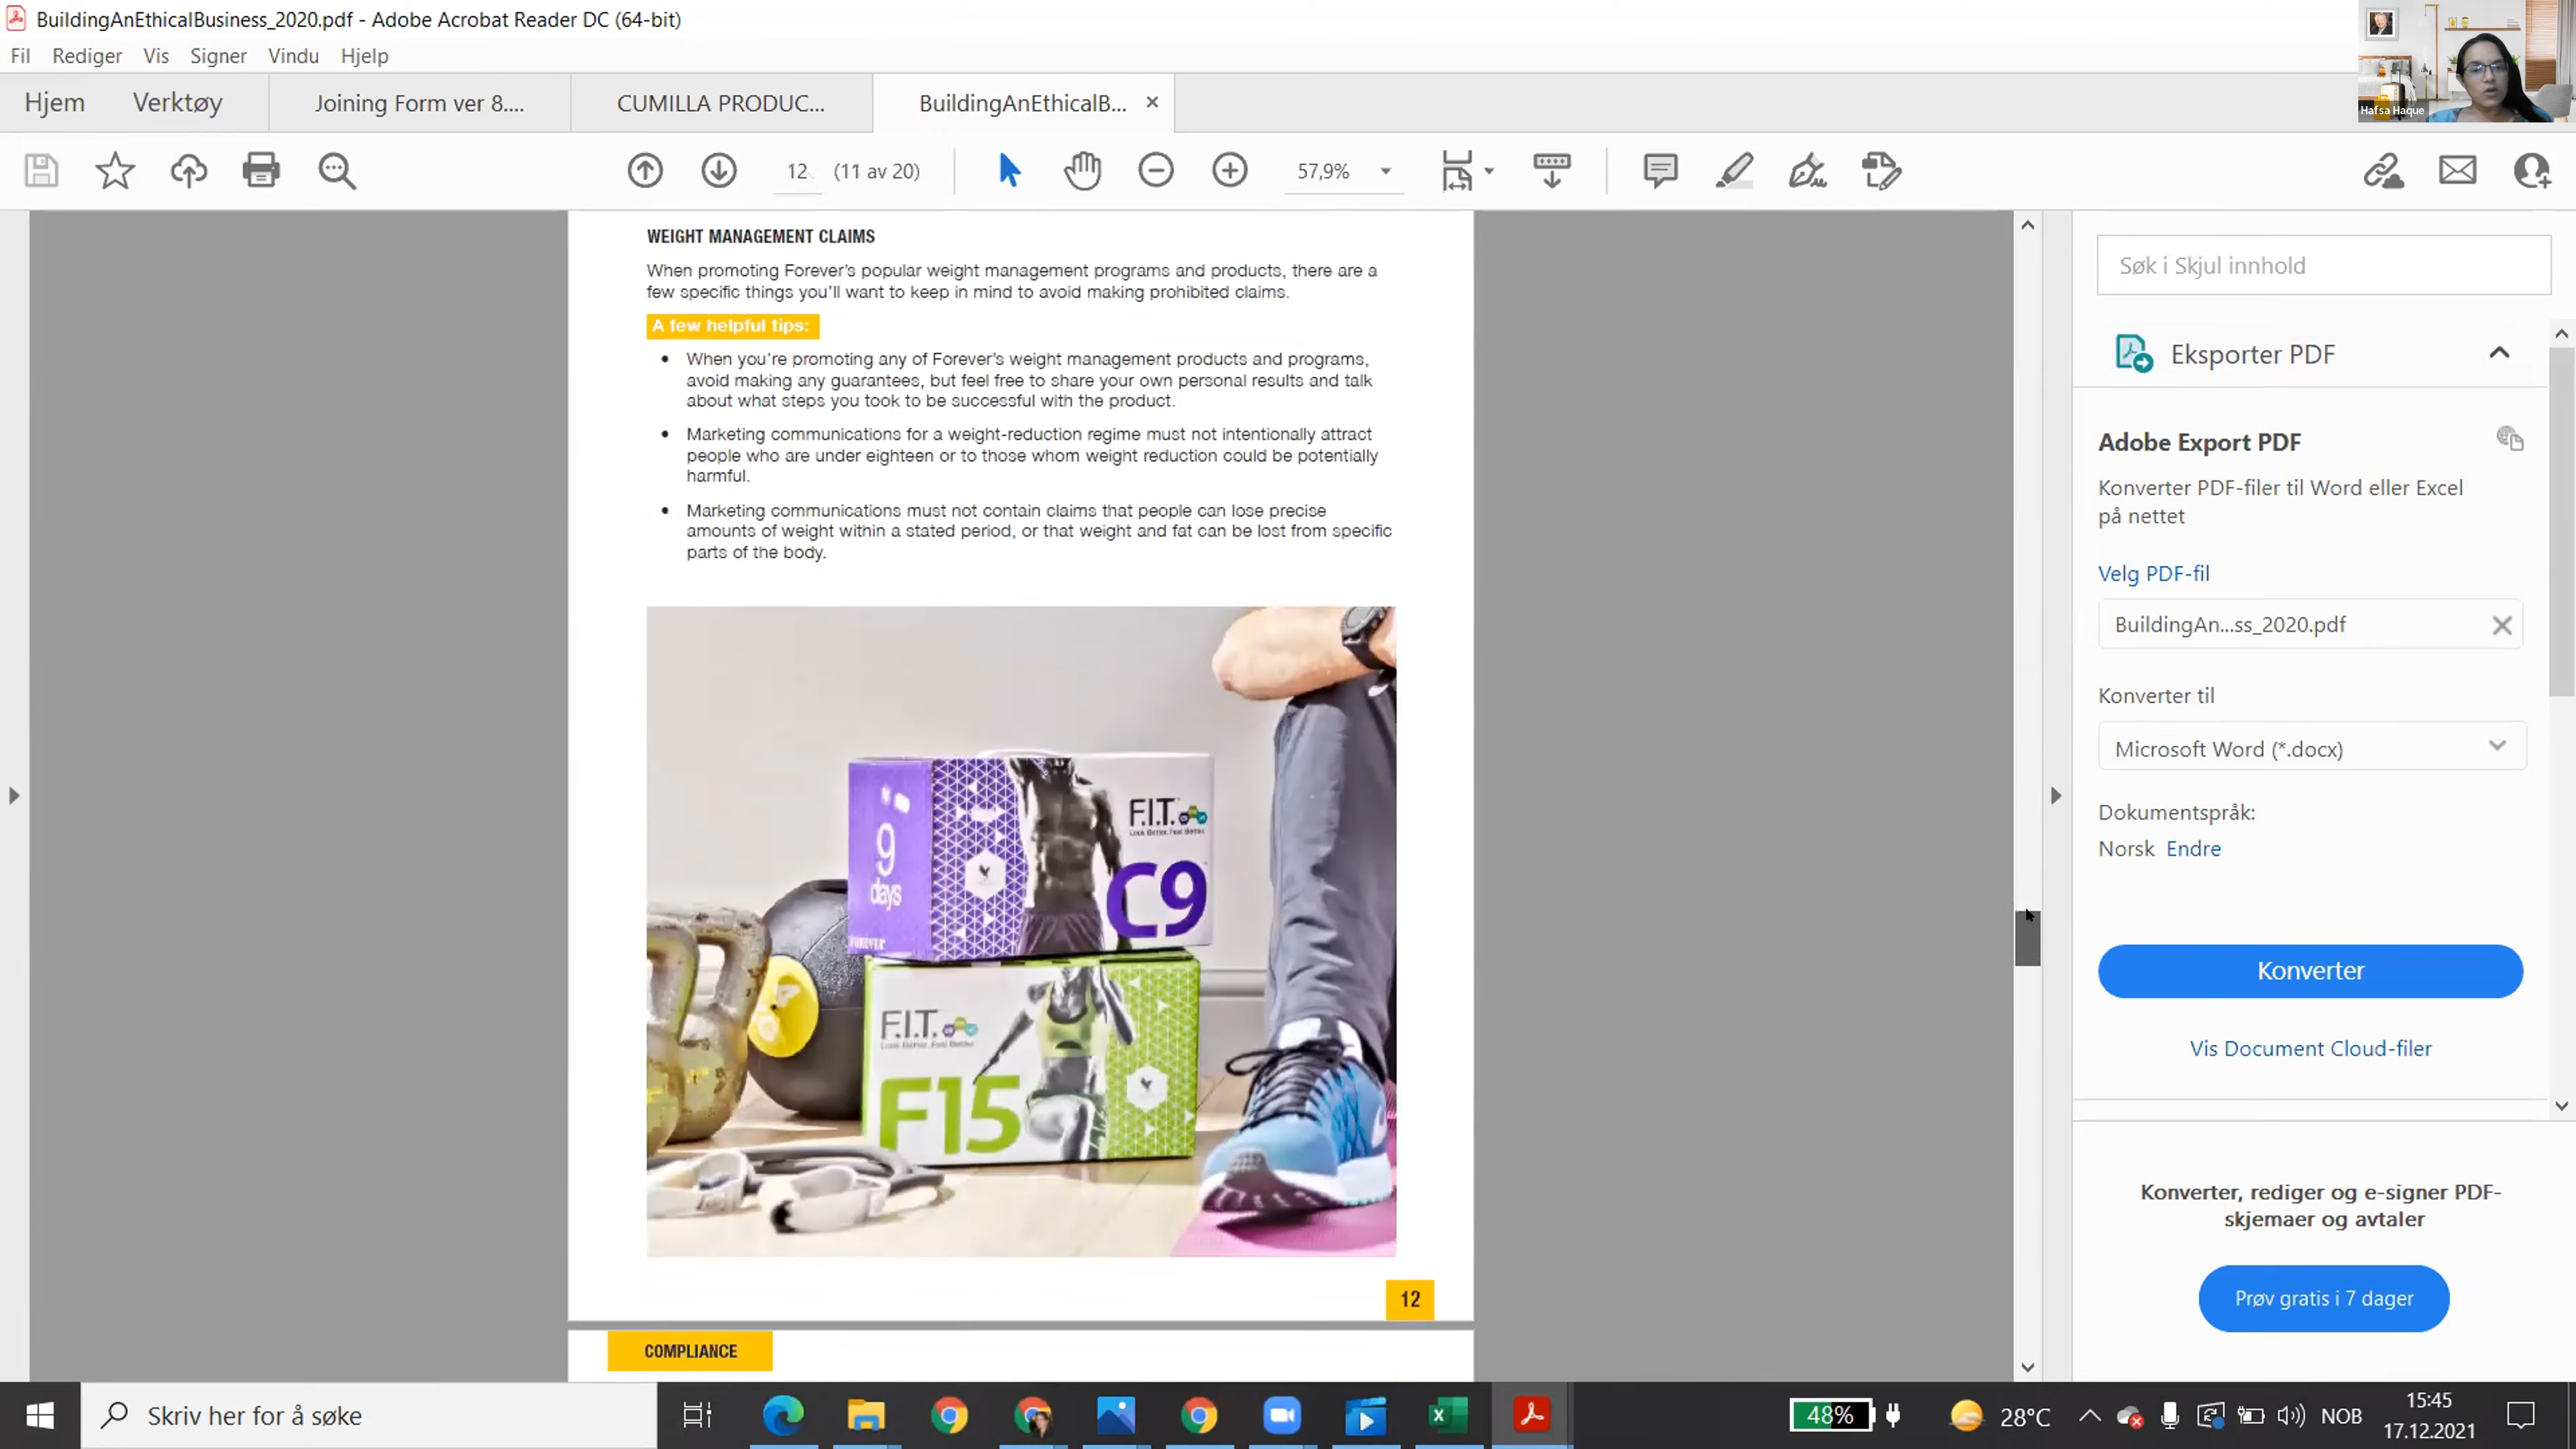 BuildingAnEthicalBusiness_2020.pdf - Adobe Acrobat Reader DC (64-bit)
Fil Rediger Vis Signer Vindu Hjelp
Hjem Verktøy Joining Form ver 8.... CUMILLA PRODUC... BuildingAnEthicalB...
Hafsa Haque
12 (11 av 20) 57,9%
WEIGHT MANAGEMENT CLAIMS
When promoting Forever's popular weight management programs and products, there are a
few specific things you'll want to keep in mind to avoid making prohibited claims.
A few helpful tips:
• When you're promoting any of Forever's weight management products and programs,
avoid making any guarantees, but feel free to share your own personal results and talk
about what steps you took to be successful with the product.
• Marketing communications for a weight-reduction regime must not intentionally attract
people who are under eighteen or to those whom weight reduction could be potentially
harmful.
• Marketing communications must not contain claims that people can lose precise
amounts of weight within a stated period, or that weight and fat can be lost from specific
parts of the body.
9
days
FOREVER
F.I.T.
Look Better. Feel Better.
C9
F.I.T.
Look Better. Feel Better.
F15
12
COMPLIANCE
Søk i Skjul innhold
Eksporter PDF
Adobe Export PDF
Konverter PDF-filer til Word eller Excel
på nettet
Velg PDF-fil
BuildingAn...ss_2020.pdf
Konverter til
Microsoft Word (*.docx)
Dokumentspråk:
Norsk Endre
Konverter
Vis Document Cloud-filer
Konverter, rediger og e-signer PDF-
skjemaer og avtaler
Prøv gratis i 7 dager
Skriv her for å søke
48%
28°C
NOB
15:45
17.12.2021